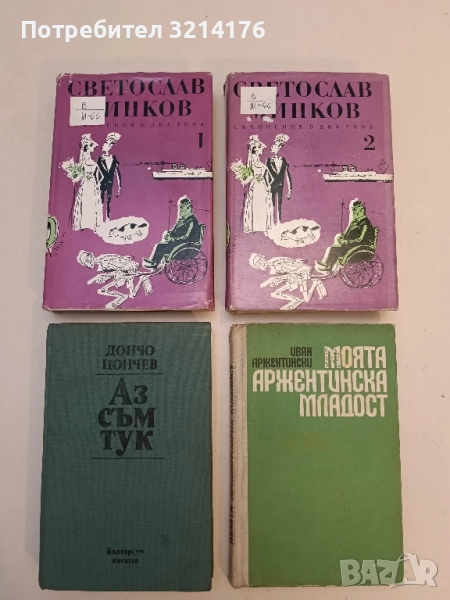 Потребител 3214176
СВЕТОСЛАВ
МИНКОВ
СЪЧИНЕНИЯ В ДВА ТОМА
1
СВЕТОСЛАВ
МИНКОВ
СЪЧИНЕНИЯ В ДВА ТОМА
2
ДОНЧО
ЦОНЧЕВ
Аз
съм
тук
Български
писател
ИВАН
АРЖЕНТИНСКИ
МОЯТА
АРЖЕНТИНСКА
МЛАДОСТ
BAZAR